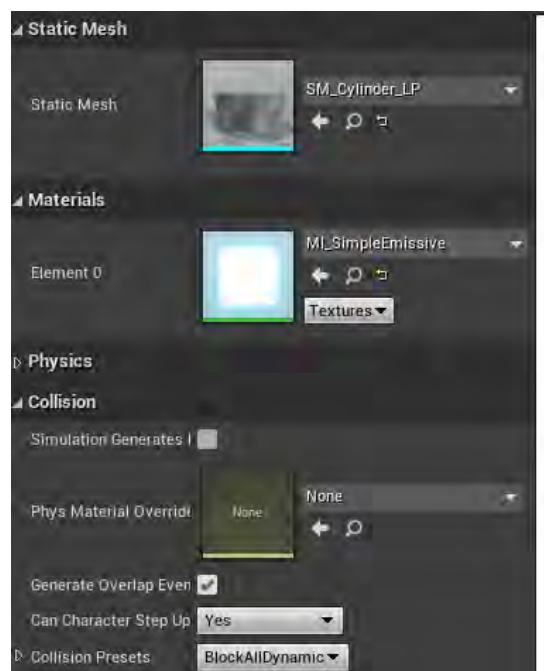 Static Mesh
Static Mesh
SM_Cylinder_LP
Materials
Element 0
MI_SimpleEmissive
Textures
Physics
Collision
Simulation Generates
Phys Material Override
None
None
Generate Overlap Even
Can Character Step Up
Yes
Collision Presets
BlockAllDynamic